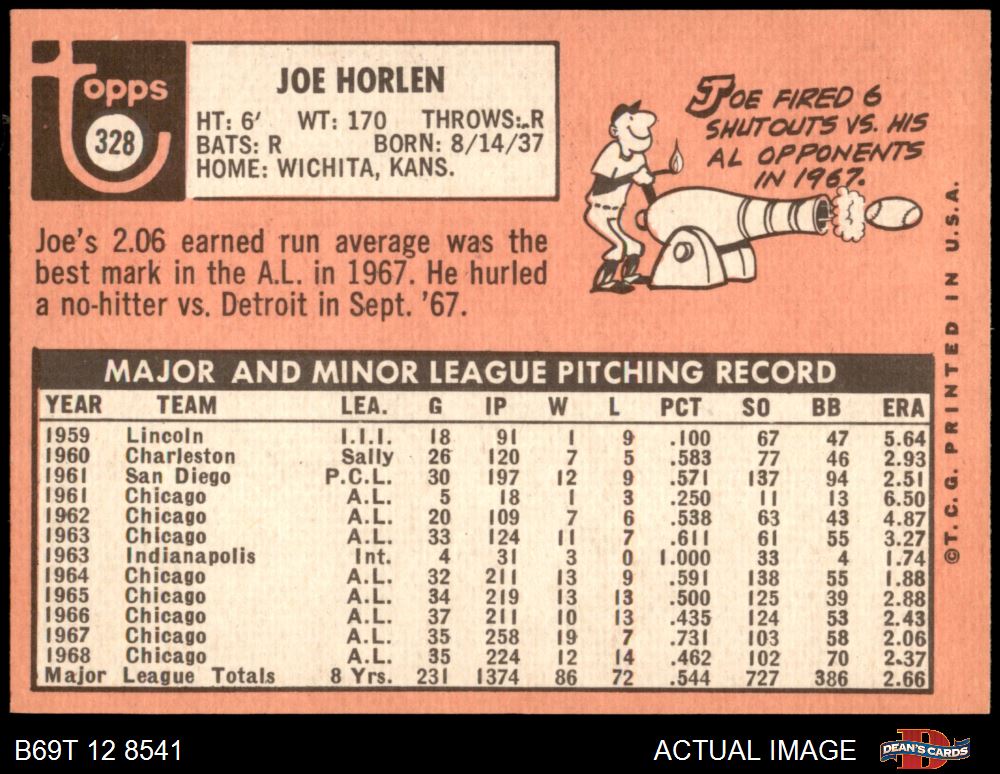 Topps
328
JOE HORLEN
HT: 6′ WT: 170 THROWS: R
BATS: R BORN: 8/14/37
HOME: WICHITA, KANS.
JOE FIRED 6
SHUTOUTS VS. HIS
AL OPPONENTS
IN 1967.
Joe's 2.06 earned run average was the
best mark in the A.L. in 1967. He hurled
a no-hitter vs. Detroit in Sept. '67.
MAJOR AND MINOR LEAGUE PITCHING RECORD
YEAR TEAM LEA. G IP W L PCT SO BB ERA
1959 Lincoln I.I.I. 18 91 1 9 .100 67 47 5.64
1960 Charleston Sally 26 120 7 5 .583 77 46 2.93
1961 San Diego P.C.L. 30 197 12 9 .571 137 94 2.51
1961 Chicago A.L. 5 18 1 3 .250 11 13 6.50
1962 Chicago A.L. 20 109 7 6 .538 63 43 4.87
1963 Chicago A.L. 33 124 11 7 .611 61 55 3.27
1963 Indianapolis Int. 4 31 3 0 1.000 33 4 1.74
1964 Chicago A.L. 32 211 13 9 .591 138 55 1.88
1965 Chicago A.L. 34 219 13 13 .500 125 39 2.88
1966 Chicago A.L. 37 211 10 13 .435 124 53 2.43
1967 Chicago A.L. 35 258 19 7 .731 103 58 2.06
1968 Chicago A.L. 35 224 12 14 .462 102 70 2.37
Major League Totals 8 Yrs. 231 1374 86 72 .544 727 386 2.66
©T.C.G. PRINTED IN U.S.A.
B69T 12 8541
ACTUAL IMAGE
DEAN'S CARDS